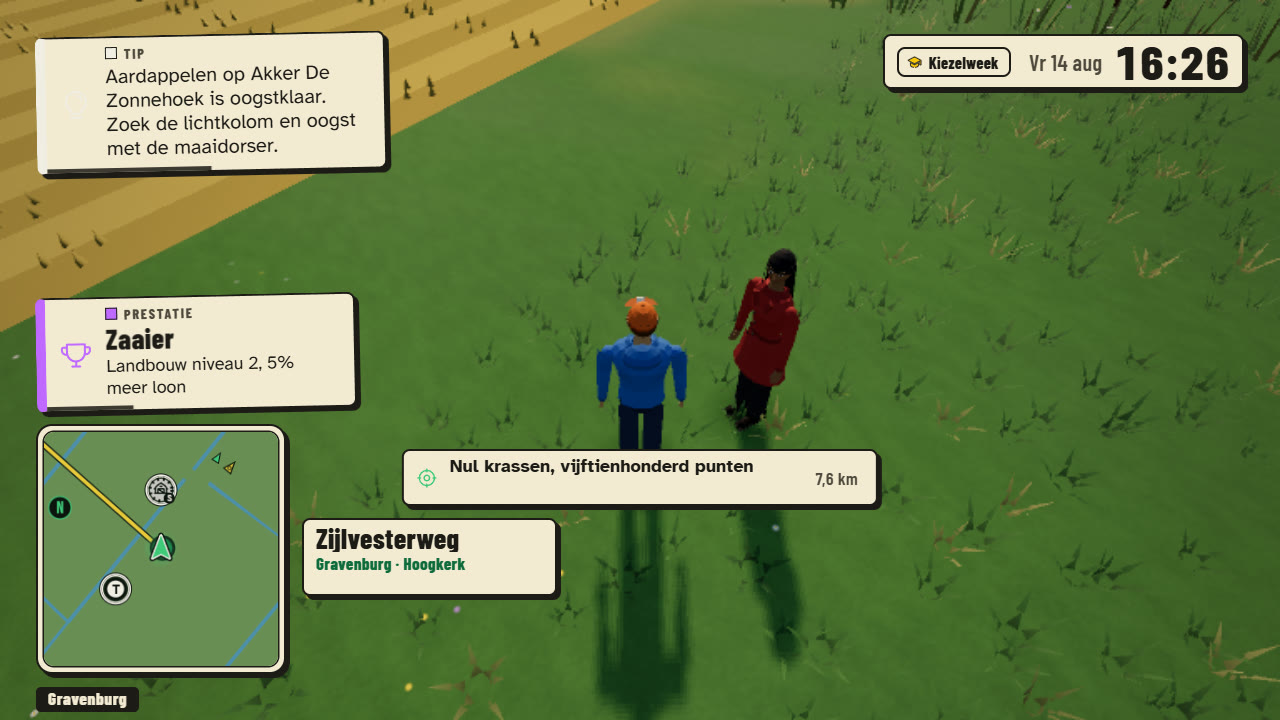 TIP
Aardappelen op Akker De
Zonnehoek is oogstklaar.
Zoek de lichtkolom en oogst
met de maaidorser.
Kiezelweek
Vr 14 aug
16:26
PRESTATIE
Zaaier
Landbouw niveau 2, 5%
meer loon
N
T
Nul krassen, vijftienhonderd punten
7,6 km
Zijlvesterweg
Gravenburg · Hoogkerk
Gravenburg